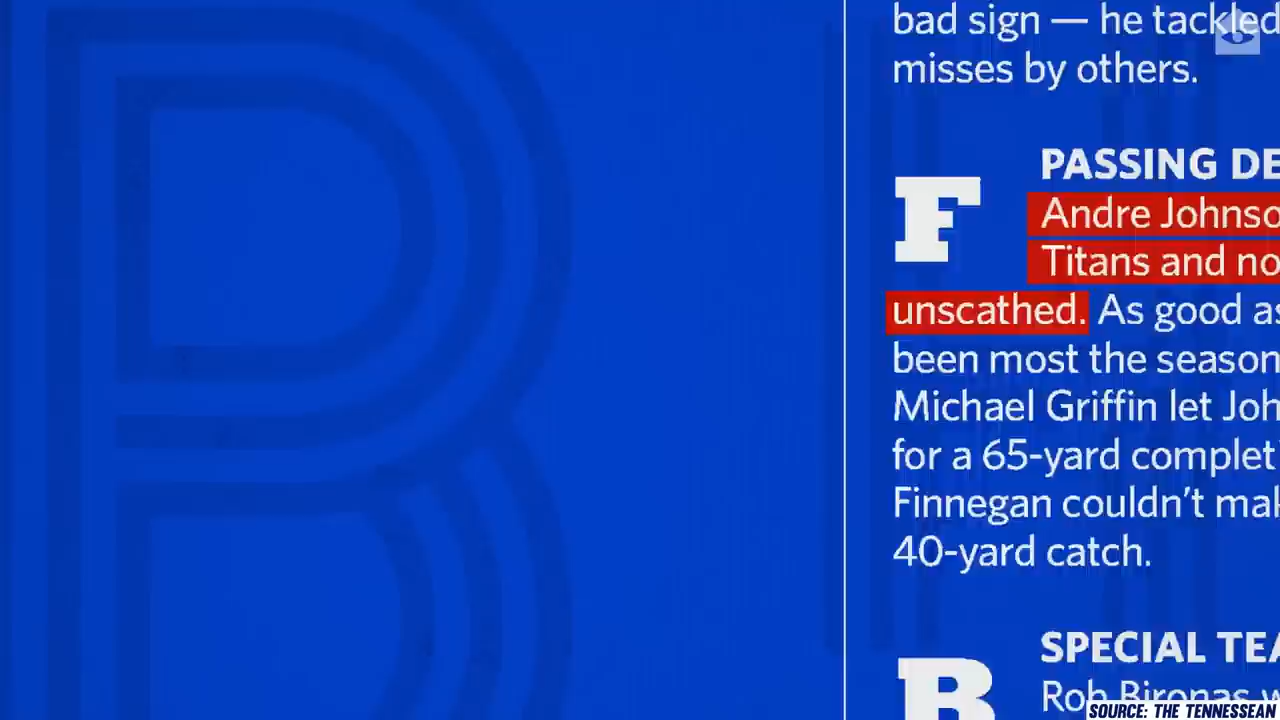 bad sign — he tackled
misses by others.
F
PASSING DE
Andre Johnso
Titans and no
unscathed. As good as
been most the season
Michael Griffin let Joh
for a 65-yard complet
Finnegan couldn't mak
40-yard catch.
B
SPECIAL TEA
Rob Bironas w
SOURCE: THE TENNESSEAN